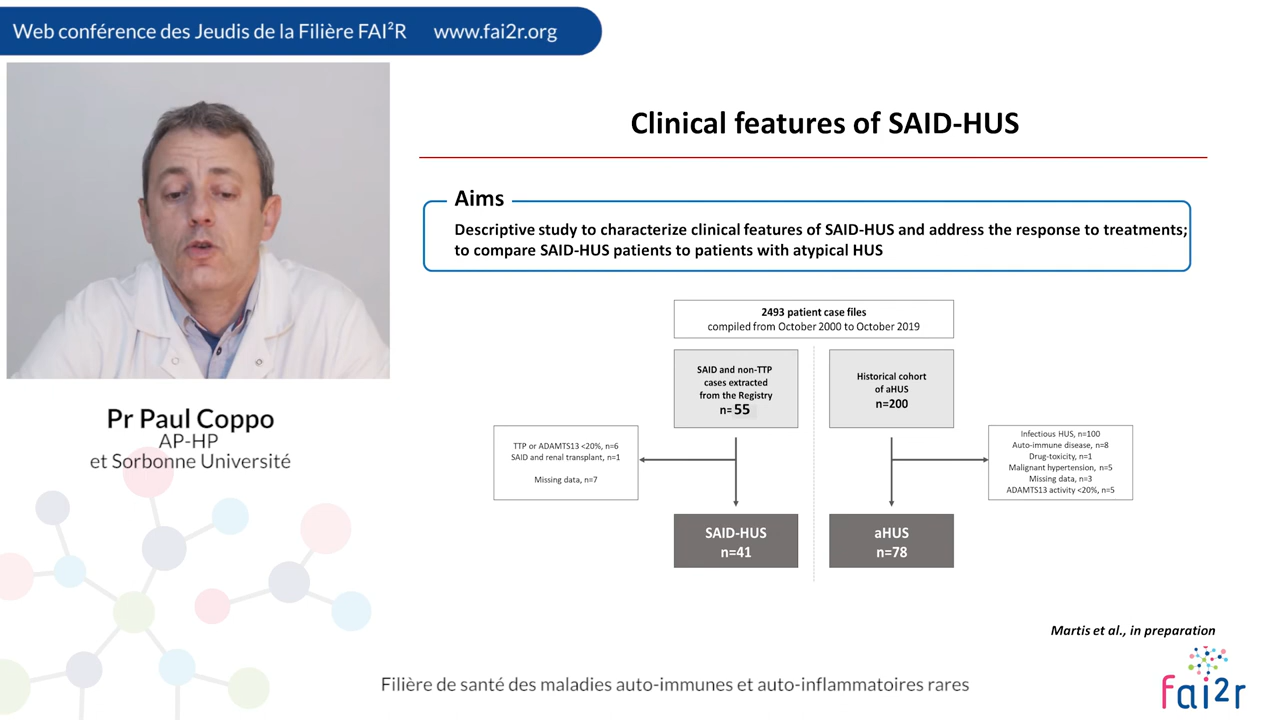 Web conférence des Jeudis de la Filière FAI²R www.fai2r.org
Clinical features of SAID-HUS
Aims
Descriptive study to characterize clinical features of SAID-HUS and address the response to treatments;
to compare SAID-HUS patients to patients with atypical HUS
2493 patient case files
compiled from October 2000 to October 2019
SAID and non-TTP
cases extracted
from the Registry
n= 55
Historical cohort
of aHUS
n=200
TTP or ADAMTS13 <20%, n=6
SAID and renal transplant, n=1
Missing data, n=7
Infectious HUS, n=100
Auto-immune disease, n=8
Drug-toxicity, n=1
Malignant hypertension, n=5
Missing data, n=3
ADAMTS13 activity <20%, n=5
SAID-HUS
n=41
aHUS
n=78
Pr Paul Coppo
AP-HP
et Sorbonne Université
Martis et al., in preparation
Filière de santé des maladies auto-immunes et auto-inflammatoires rares
fai2r